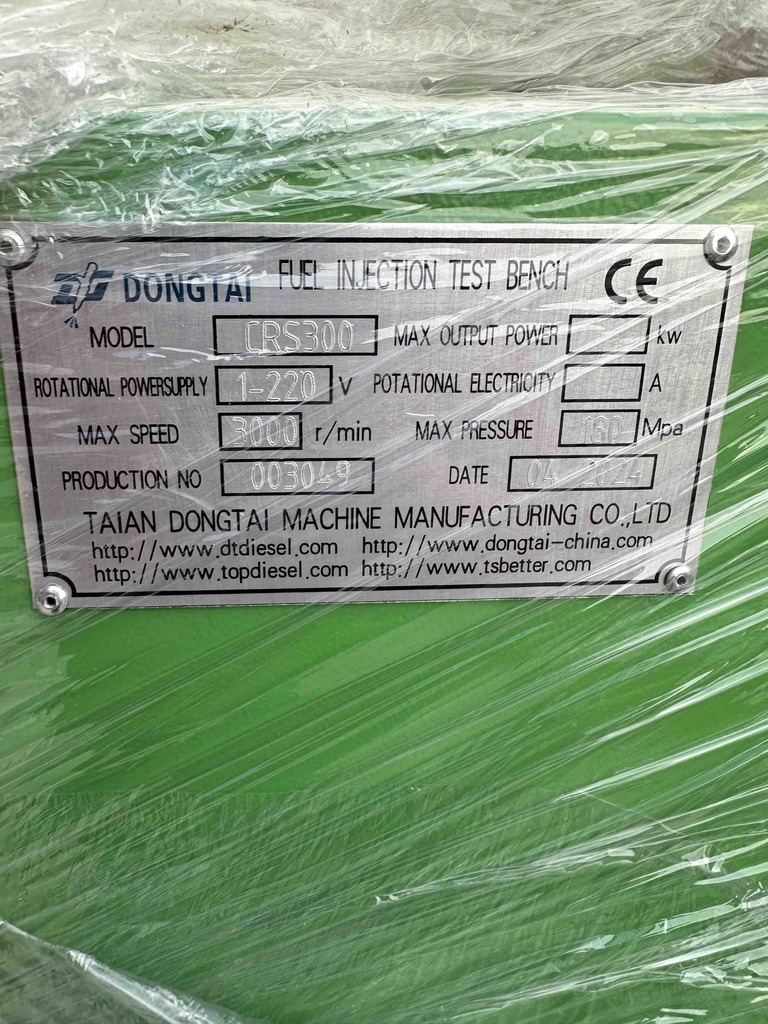 DONGTAI FUEL INJECTION TEST BENCH CE
MODEL CRS300 MAX OUTPUT POWER kw
ROTATIONAL POWERSUPPLY 1-220 V POTATIONAL ELECTRICITY A
MAX SPEED 3000 r/min MAX PRESSURE 180 Mpa
PRODUCTION NO 003049 DATE 04 2024
TAIAN DONGTAI MACHINE MANUFACTURING CO.,LTD
http://www.dtdiesel.com http://www.dongtai-china.com
http://www.topdiesel.com http://www.tsbetter.com